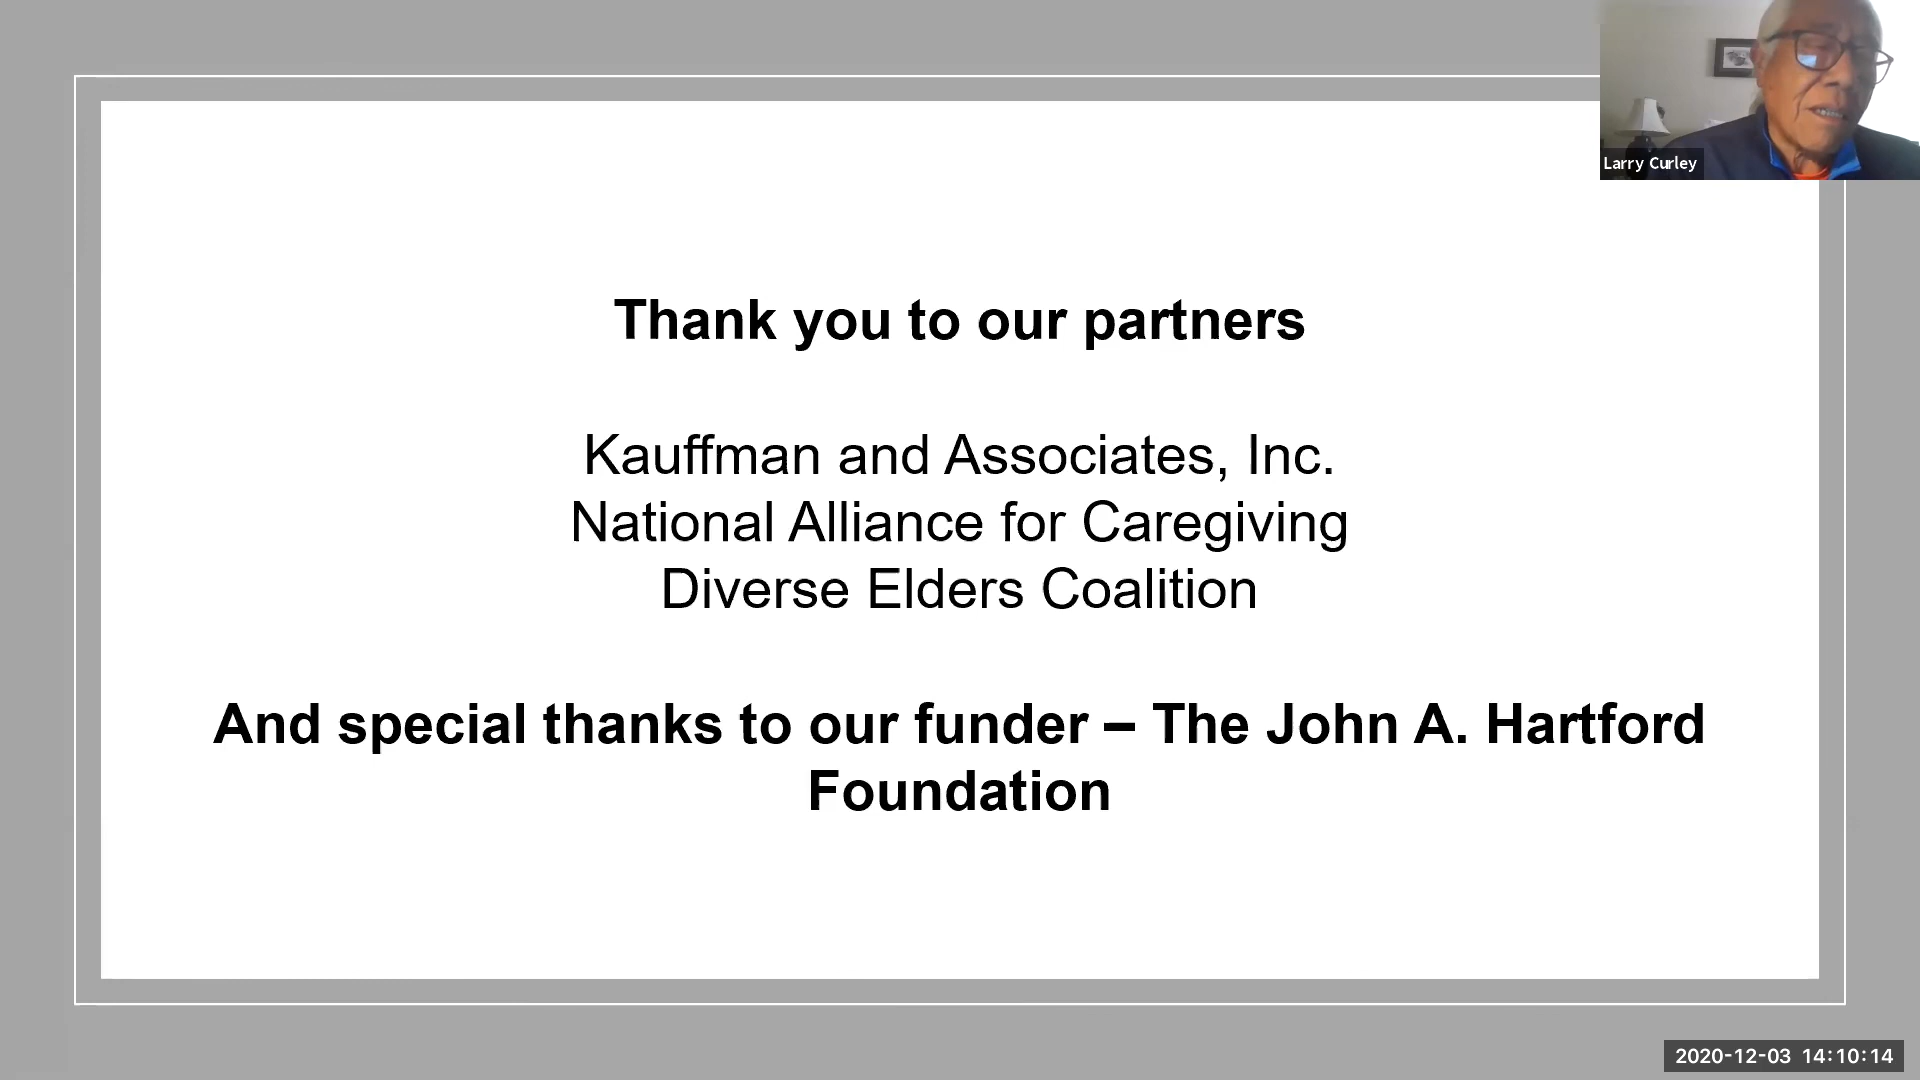 Larry Curley
Thank you to our partners
Kauffman and Associates, Inc.
National Alliance for Caregiving
Diverse Elders Coalition
And special thanks to our funder – The John A. Hartford
Foundation
2020-12-03 14:10:14